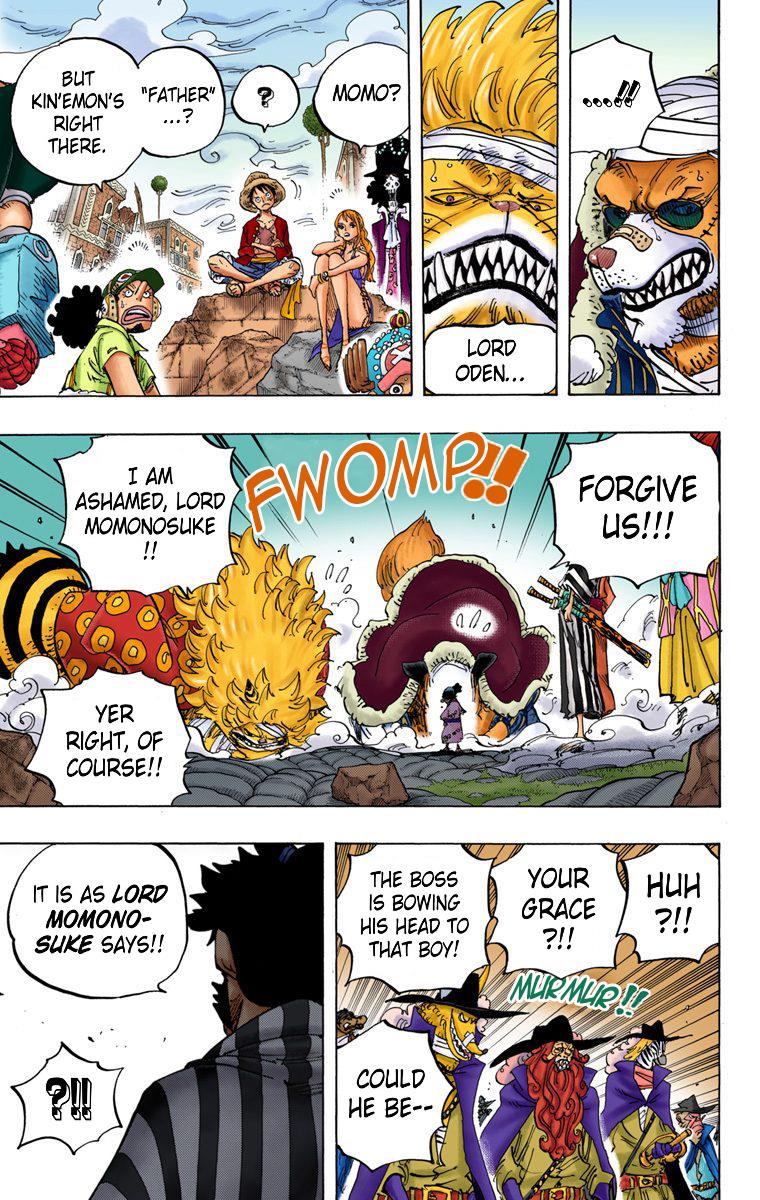 ....!!
LORD
ODEN...
MOMO?
?
"FATHER"
...?
BUT
KIN'EMON'S
RIGHT
THERE.
FORGIVE
US!!!
FWOMP!!
I AM
ASHAMED, LORD
MOMONOSUKE
!!
YER
RIGHT, OF
COURSE!!
HUH
?!!
YOUR
GRACE
?!!
THE BOSS
IS BOWING
HIS HEAD TO
THAT BOY!
MURMUR!!
COULD
HE BE--
IT IS AS LORD
MOMONO-
SUKE SAYS!!
?!!